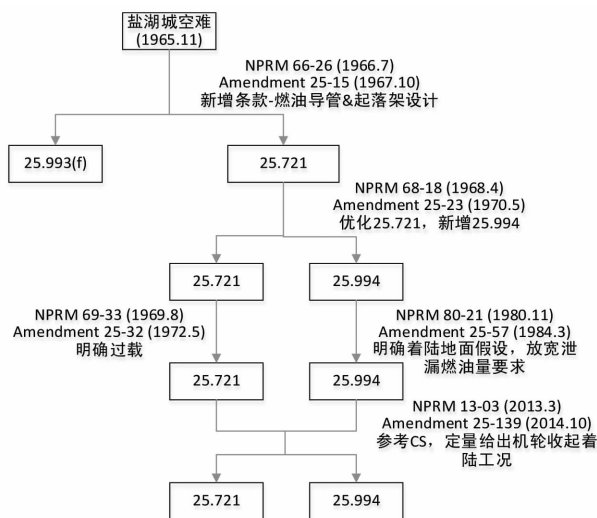 盐湖城空难
(1965.11)
NPRM 66-26 (1966.7)
Amendment 25-15 (1967.10)
新增条款-燃油导管&起落架设计
25.993(f)
25.721
NPRM 68-18 (1968.4)
Amendment 25-23 (1970.5)
优化25.721，新增25.994
25.721
25.994
NPRM 69-33 (1969.8)
Amendment 25-32 (1972.5)
明确过载
NPRM 80-21 (1980.11)
Amendment 25-57 (1984.3)
明确着陆地面假设，放宽泄
漏燃油量要求
25.721
25.994
NPRM 13-03 (2013.3)
Amendment 25-139 (2014.10)
参考CS，定量给出机轮收起着
陆工况
25.721
25.994